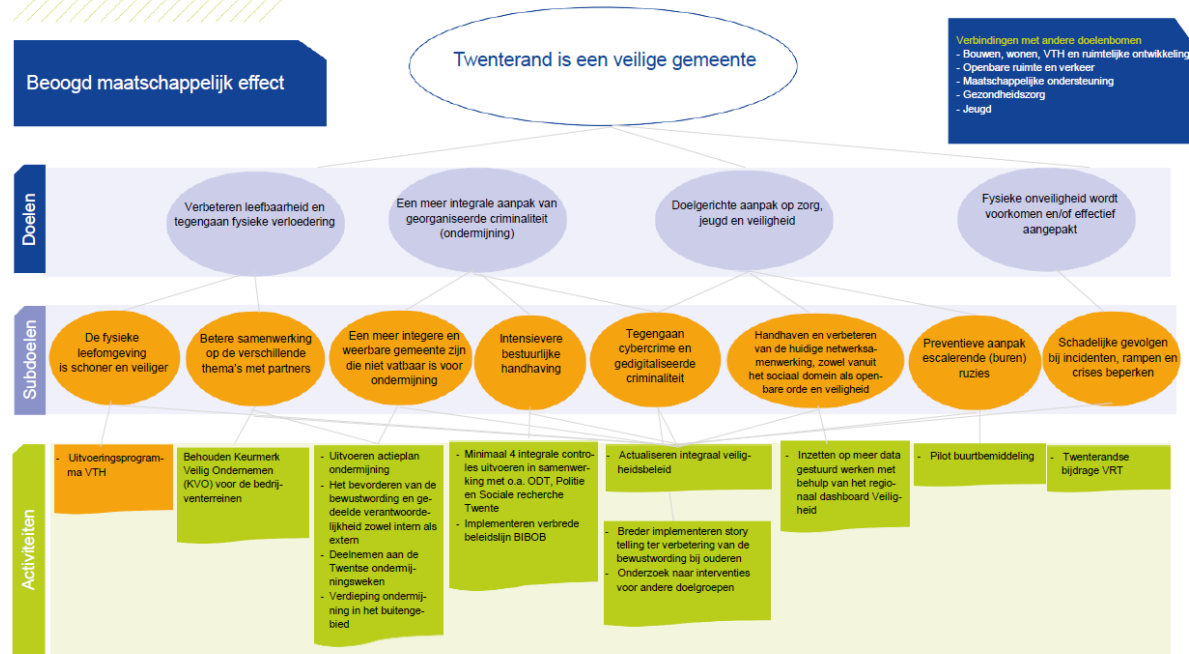 Beoogd maatschappelijk effect
Twenterand is een veilige gemeente
Verbindingen met andere doelenbomen
- Bouwen, wonen, VTH en ruimtelijke ontwikkeling
- Openbare ruimte en verkeer
- Maatschappelijke ondersteuning
- Gezondheidszorg
- Jeugd
Doelen
Verbeteren leefbaarheid en
tegengaan fysieke verloedering
Een meer integrale aanpak van
georganiseerde criminaliteit
(ondermijning)
Doelgerichte aanpak op zorg,
jeugd en veiligheid
Fysieke onveiligheid wordt
voorkomen en/of effectief
aangepakt
Subdoelen
De fysieke
leefomgeving
is schoner en veiliger
Betere samenwerking
op de verschillende
thema's met partners
Een meer integere en
weerbare gemeente zijn
die niet vatbaar is voor
ondermijning
Intensievere
bestuurlijke
handhaving
Tegengaan
cybercrime en
gedigitaliseerde
criminaliteit
Handhaven en verbeteren
van de huidige netwerksa-
menwerking, zowel vanuit
het sociaal domein als open-
bare orde en veiligheid
Preventieve aanpak
escalerende (buren)
ruzies
Schadelijke gevolgen
bij incidenten, rampen en
crises beperken
Activiteiten
- Uitvoeringsprogram-
ma VTH
Behouden Keurmerk
Veilig Ondernemen
(KVO) voor de bedrij-
venterreinen
- Uitvoeren actieplan
ondermijning
- Het bevorderen van de
bewustwording en ge-
deelde verantwoorde-
lijkheid zowel intern als
extern
- Deelnemen aan de
Twentse ondermij-
ningsweken
- Verdieping ondermij-
ning in het buitenge-
bied
- Minimaal 4 integrale contro-
les uitvoeren in samenwer-
king met o.a. ODT, Politie
en Sociale recherche
Twente
- Implementeren verbrede
beleidslijn BIBOB
- Actualiseren integraal veilig-
heidsbeleid
- Breder implementeren story
telling ter verbetering van de
bewustwording bij ouderen
- Onderzoek naar interventies
voor andere doelgroepen
- Inzetten op meer data
gestuurd werken met
behulp van het regio-
naal dashboard Veilig-
heid
- Pilot buurtbemiddeling
- Twenterandse
bijdrage VRT